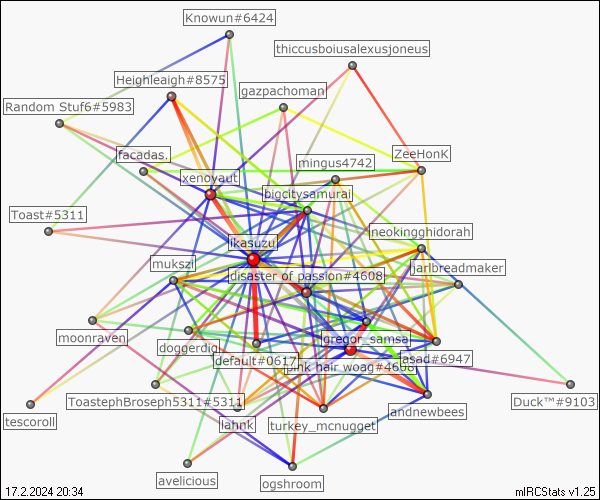 Knowun#6424
thiccusboiusalexusjoneus
Heighleigh#8575
gazpachoman
Random Stuf6#5983
facadas.
mingus4742
ZeeHonK
xenoyaut
bigcitysamurai
Toast#5311
neokingghidorah
ikasuzu
mukszi
disaster of passion#4608
jarlbreadmaker
moonraven
doggerdig
gregor_samsa
default#0617
pink hair woag#4608
asad#6947
ToastephBroseph5311#5311
Duck™#9103
tescoroll
lahnk
turkey_mcnugget
andnewbees
avelicious
ogshroom
17.2.2024 20:34
mIRCStats v1.25